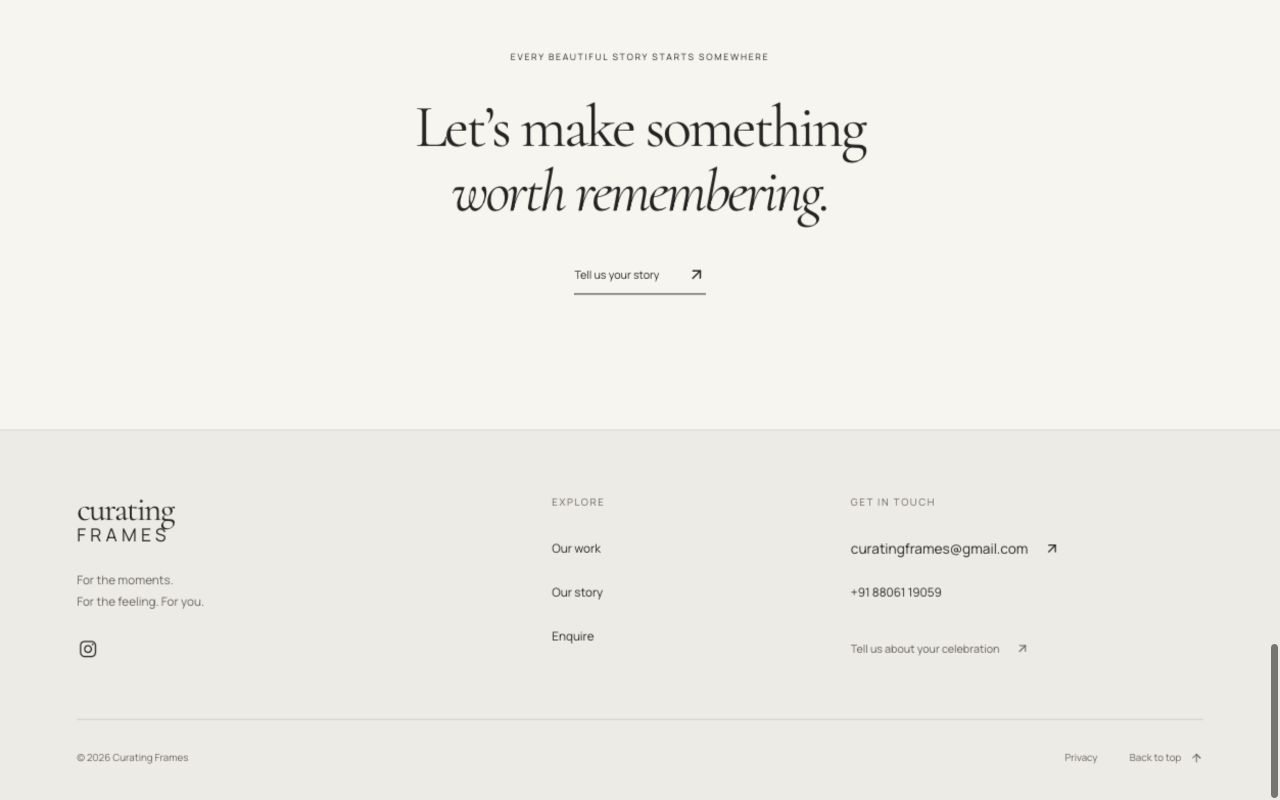 EVERY BEAUTIFUL STORY STARTS SOMEWHERE
Let's make something
worth remembering.
Tell us your story
curating
FRAMES
For the moments.
For the feeling. For you.
EXPLORE
Our work
Our story
Enquire
GET IN TOUCH
curatingframes@gmail.com
+91 88061 19059
Tell us about your celebration
© 2026 Curating Frames
Privacy
Back to top